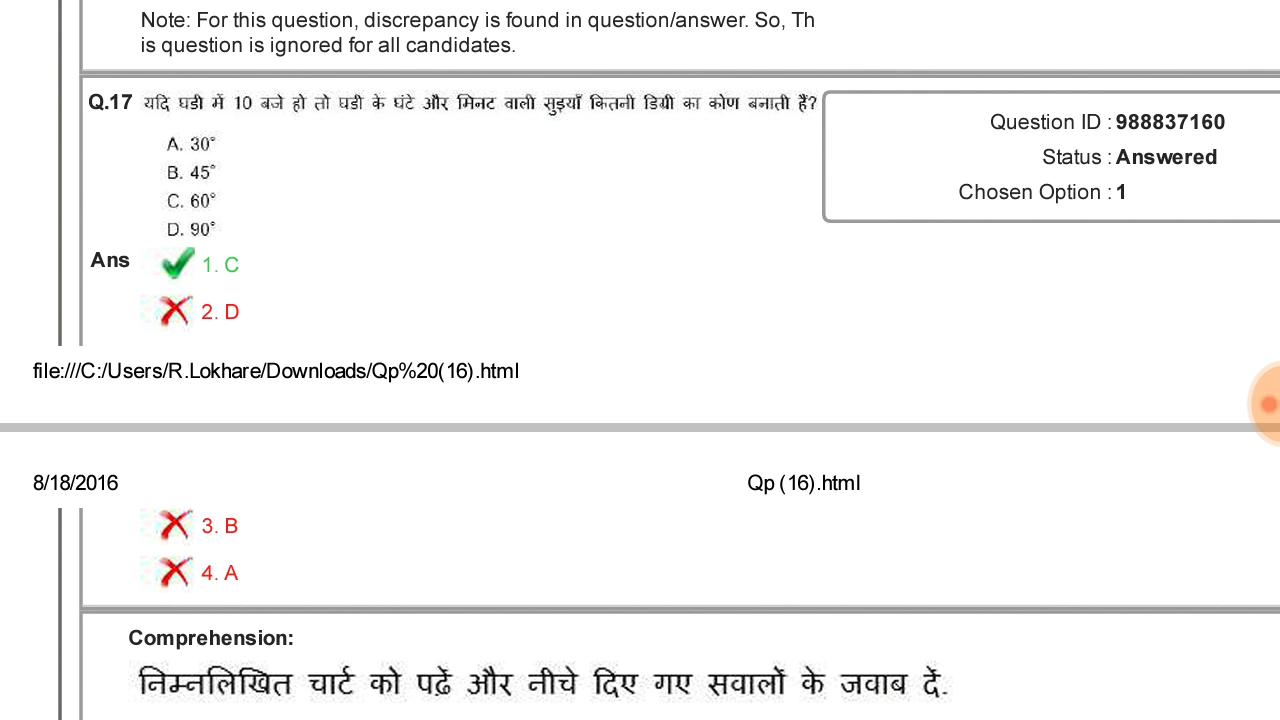 Note: For this question, discrepancy is found in question/answer. So, Th
is question is ignored for all candidates.
Q.17 यदि घडी में 10 बजे हो तो घडी के घंटे और मिनट वाली सुइयाँ कितनी डिग्री का कोण बनाती हैं?
Question ID : 988837160
Status : Answered
Chosen Option : 1
A. 30°
B. 45°
C. 60°
D. 90°
Ans
1. C
2. D
file:///C:/Users/R.Lokhare/Downloads/Qp%20(16).html
8/18/2016 Qp (16).html
3. B
4. A
Comprehension:
निम्नलिखित चार्ट को पढ़ें और नीचे दिए गए सवालों के जवाब दें.